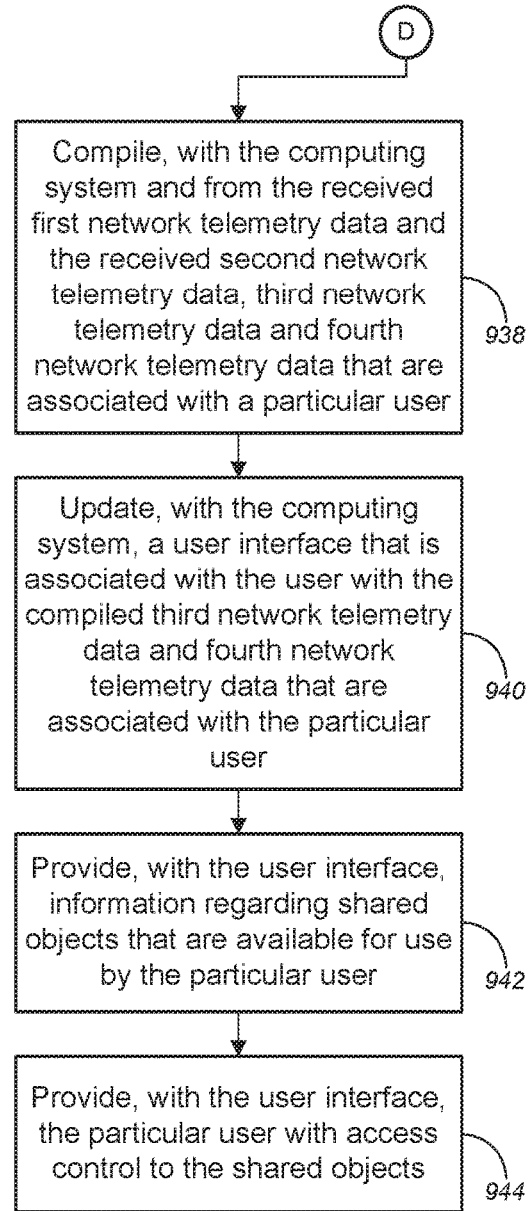 D
Compile, with the computing
system and from the received
first network telemetry data and
the received second network
telemetry data, third network
telemetry data and fourth
network telemetry data that are
associated with a particular user
938
Update, with the computing
system, a user interface that is
associated with the user with the
compiled third network telemetry
data and fourth network
telemetry data that are
associated with the particular
user
940
Provide, with the user interface,
information regarding shared
objects that are available for use
by the particular user
942
Provide, with the user interface,
the particular user with access
control to the shared objects
944